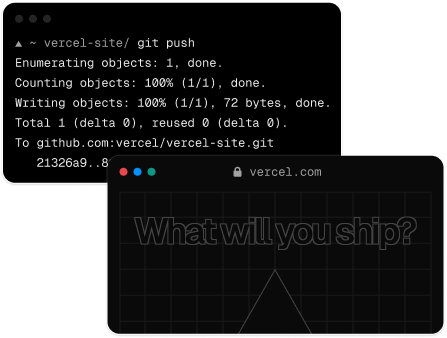 ▲ ~ vercel-site/ git push
Enumerating objects: 1, done.
Counting objects: 100% (1/1), done.
Writing objects: 100% (1/1), 72 bytes, done.
Total 1 (delta 0), reused 0 (delta 0).
To github.com:vercel/vercel-site.git
21326a9..
vercel.com
What will you ship?